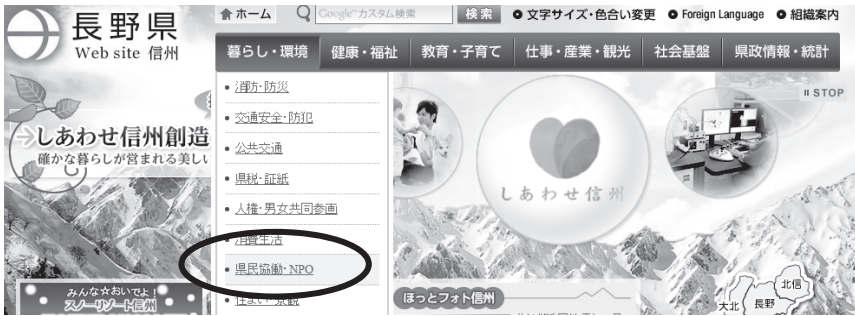 長野県
Web site 信州
ホーム
Google カスタム検索
検索
文字サイズ・色合い変更
Foreign Language
組織案内
暮らし・環境 健康・福祉 教育・子育て 仕事・産業・観光 社会基盤 県政情報・統計
• 消防・防災
• 交通安全・防犯
• 公共交通
• 県税・証紙
• 人権・男女共同参画
• 消費生活
• 県民協働・NPO
• 住まい・景観
しあわせ信州創造
確かな暮らしが営まれる美し
みんな☆おいでよ!
スノーリゾート信州
STOP
しあわせ信州
ほっとフォト信州
北信
大北
長野